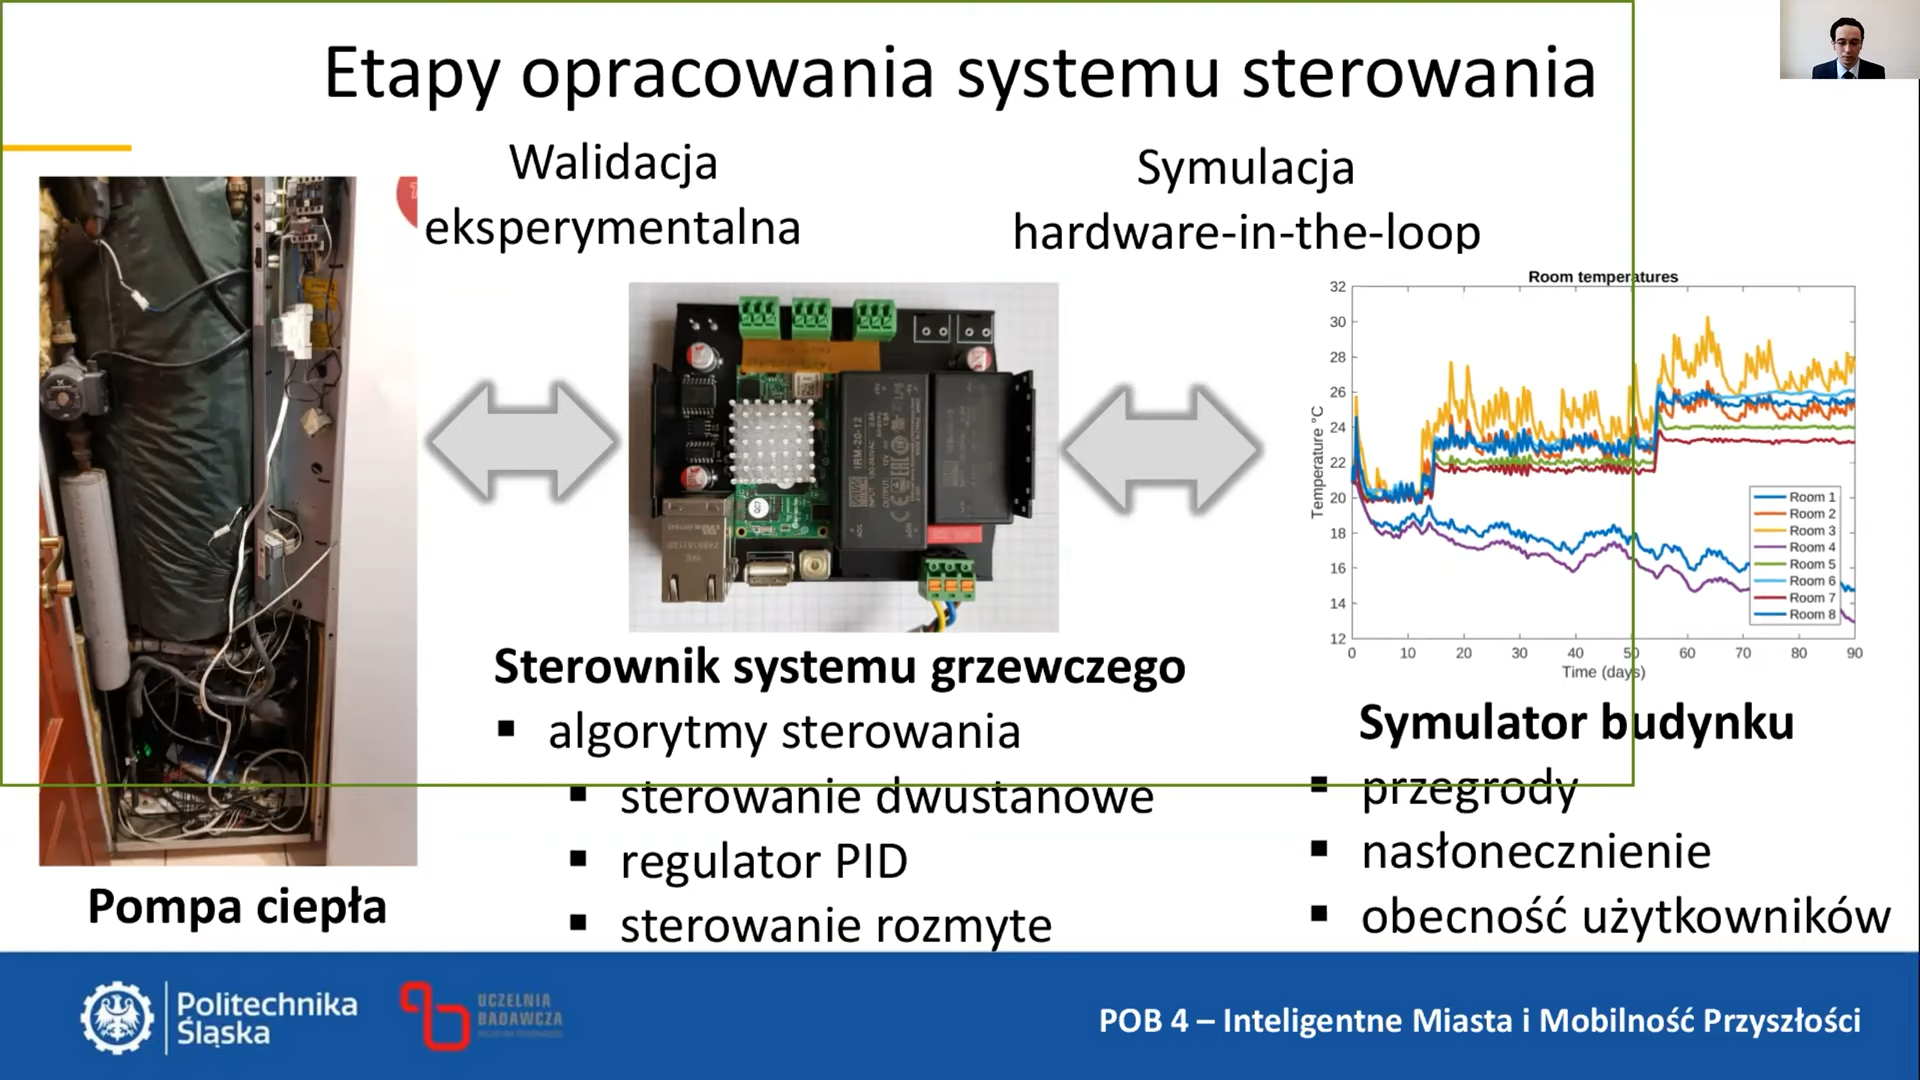 Etapy opracowania systemu sterowania
Walidacja
eksperymentalna
Symulacja
hardware-in-the-loop
Room temperatures
32
30
28
26
24
22
20
18
16
14
12
Temperature °C
0 10 20 30 40 50 60 70 80 90
Time (days)
Room 1
Room 2
Room 3
Room 4
Room 5
Room 6
Room 7
Room 8
IRM-20-12
Sterownik systemu grzewczego
▪ algorytmy sterowania
▪ sterowanie dwustanowe
▪ regulator PID
▪ sterowanie rozmyte
Symulator budynku
▪ przegrody
▪ nasłonecznienie
▪ obecność użytkowników
Pompa ciepła
Politechnika
Śląska
UCZELNIA
BADAWCZA
POB 4 – Inteligentne Miasta i Mobilność Przyszłości